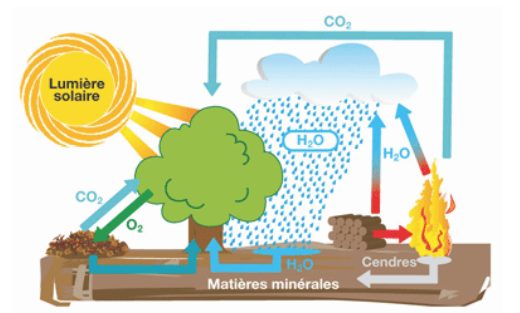 CO₂
Lumière
solaire
H₂O
H₂O
CO₂
O₂
H₂O
Cendres
Matières minérales